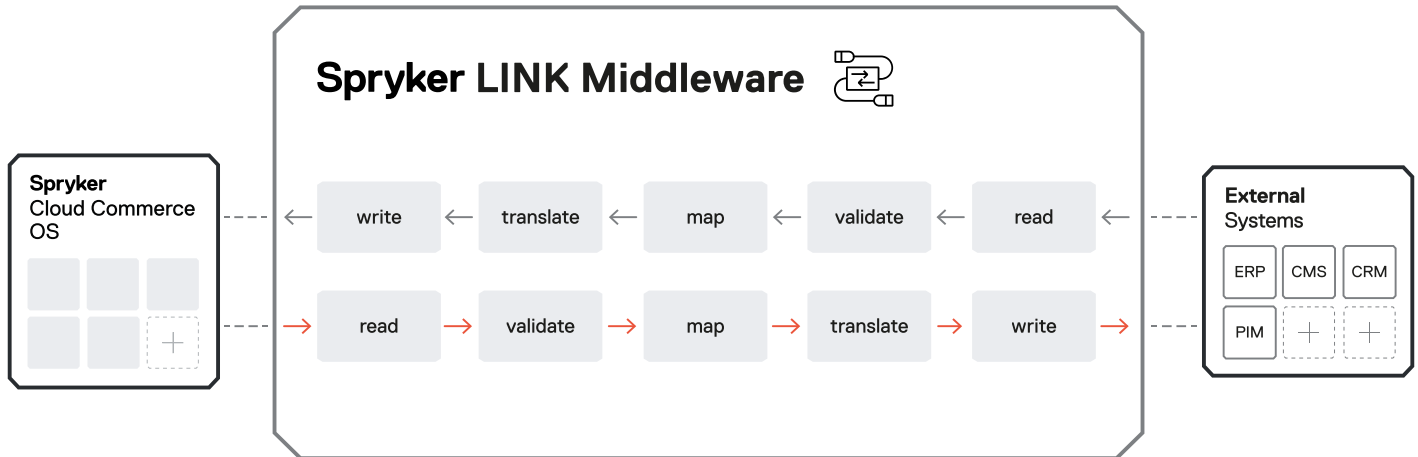 Spryker LINK Middleware
Spryker
Cloud Commerce
OS
write
translate
map
validate
read
read
validate
map
translate
write
External
Systems
ERP
CMS
CRM
PIM